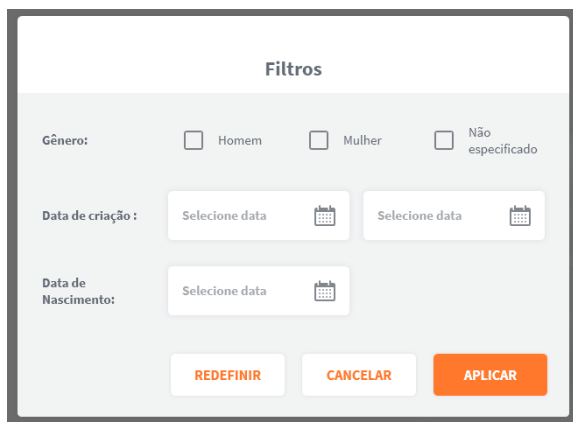 Filtros
Gênero:
Homem
Mulher
Não
especificado
Data de criação :
Selecione data
Selecione data
Data de
Nascimento:
Selecione data
REDEFINIR
CANCELAR
APLICAR